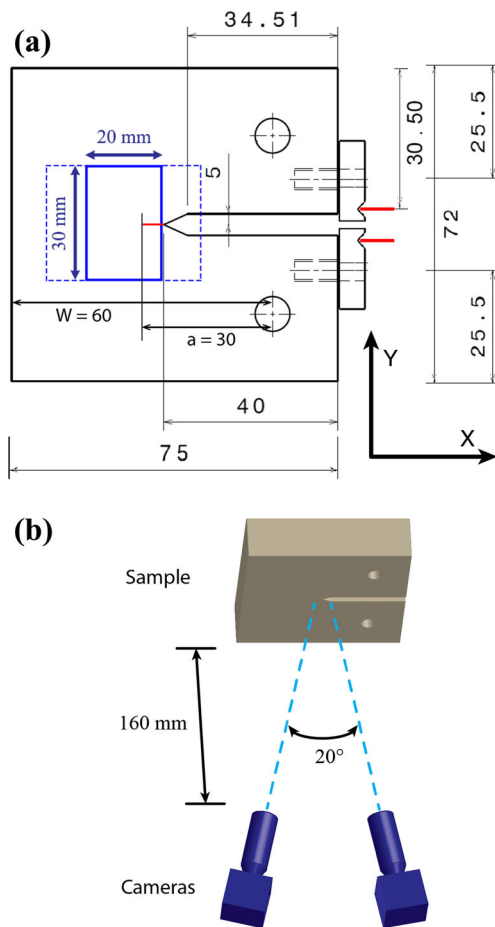 (a)
34.51
20 mm
30 mm
5
30.50
25.5
72
25.5
W = 60
a = 30
40
75
Y
X
(b)
Sample
160 mm
20°
Cameras